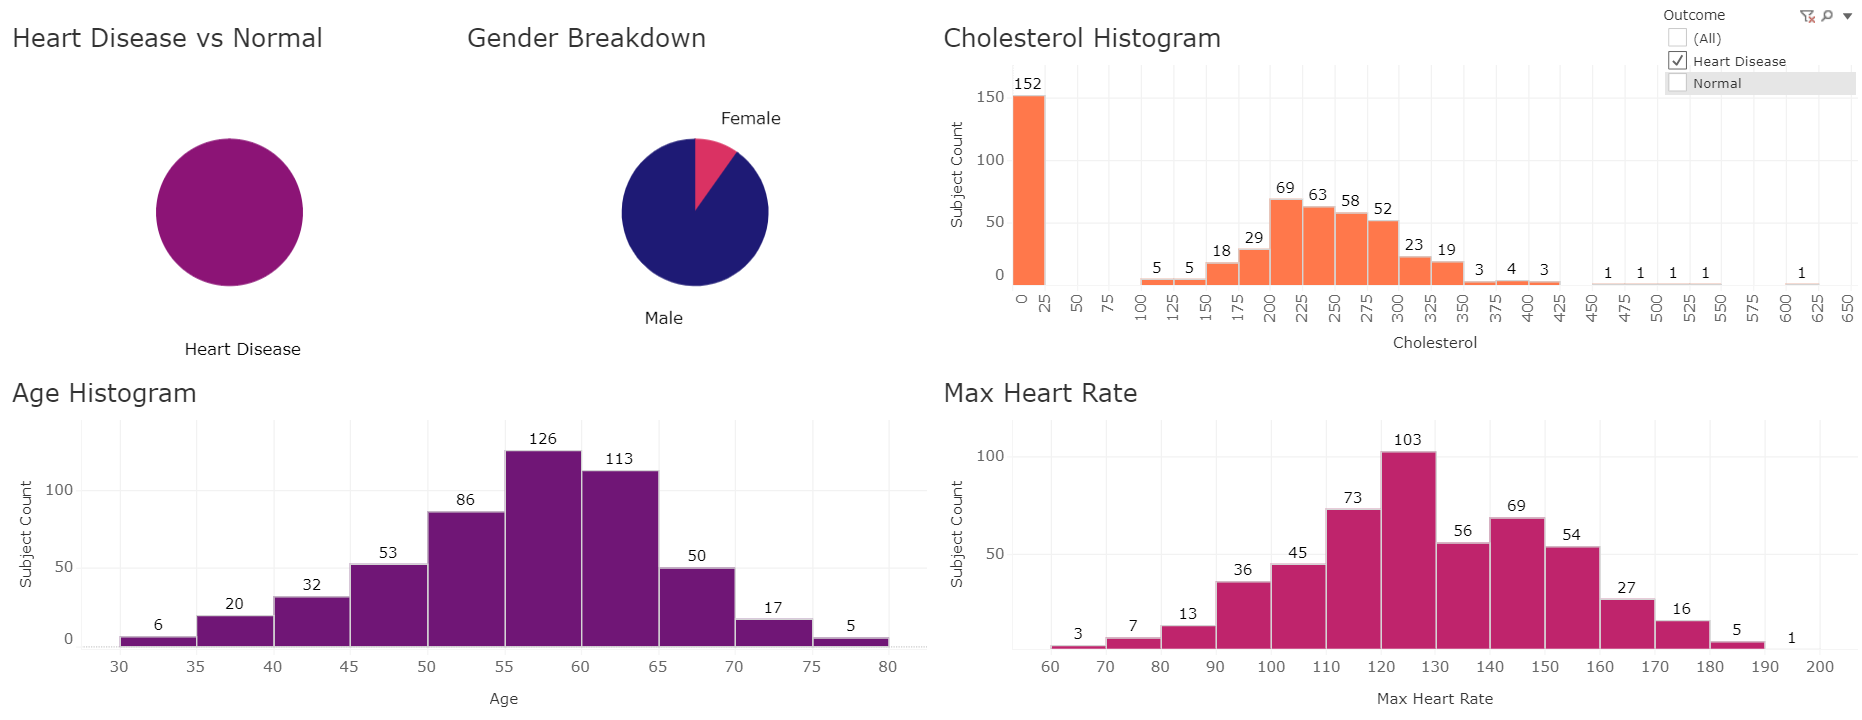 Heart Disease vs Normal
Heart Disease
Gender Breakdown
Female
Male
Cholesterol Histogram
Outcome
(All)
Heart Disease
Normal
Subject Count
150
100
50
0
152
5 5 18 29 69 63 58 52 23 19 3 4 3 1 1 1 1 1
0 25 50 75 100 125 150 175 200 225 250 275 300 325 350 375 400 425 450 475 500 525 550 575 600 625 650
Cholesterol
Age Histogram
Subject Count
100
50
0
6 20 32 53 86 126 113 50 17 5
30 35 40 45 50 55 60 65 70 75 80
Age
Max Heart Rate
Subject Count
100
50
3 7 13 36 45 73 103 56 69 54 27 16 5 1
60 70 80 90 100 110 120 130 140 150 160 170 180 190 200
Max Heart Rate